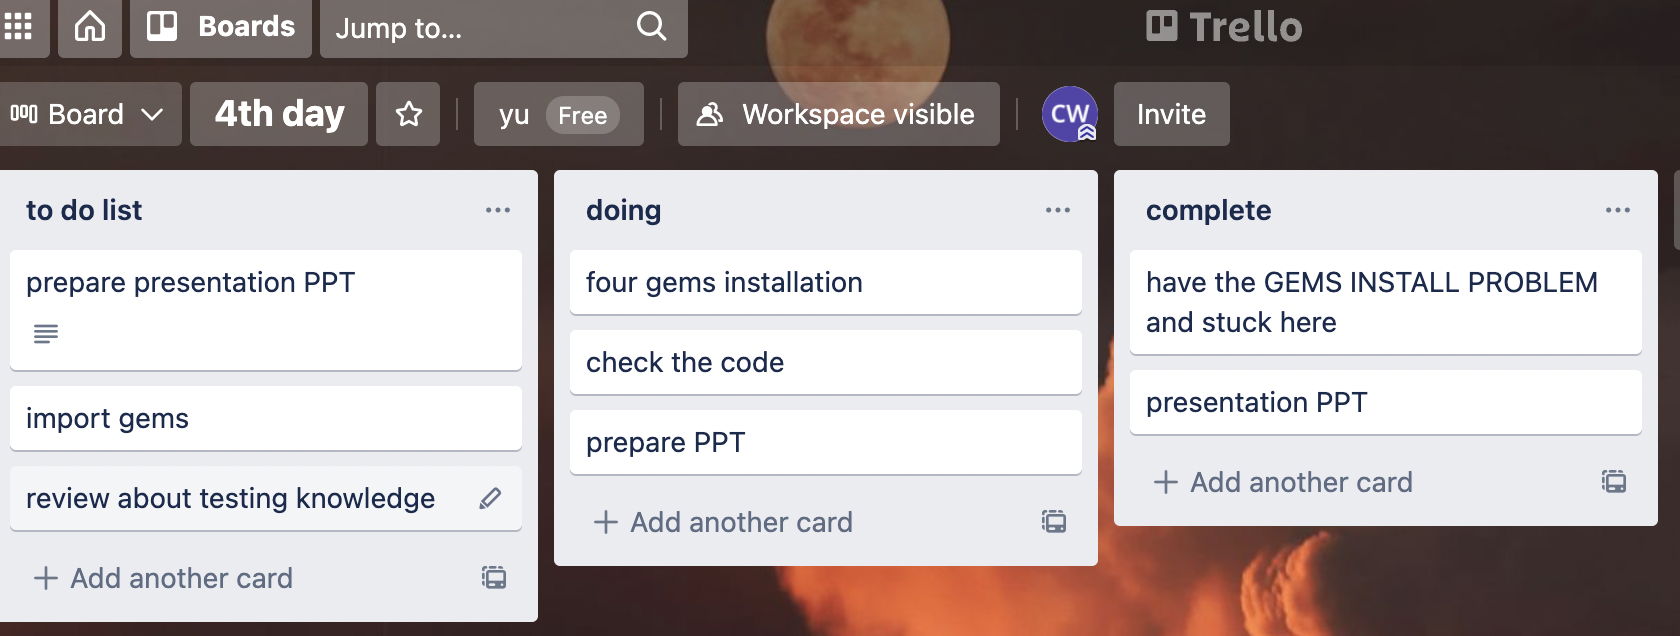 Boards
Jump to...
Trello
Board
4th day
yu Free
Workspace visible
CW
Invite
to do list
prepare presentation PPT
import gems
review about testing knowledge
+ Add another card
doing
four gems installation
check the code
prepare PPT
+ Add another card
complete
have the GEMS INSTALL PROBLEM
and stuck here
presentation PPT
+ Add another card